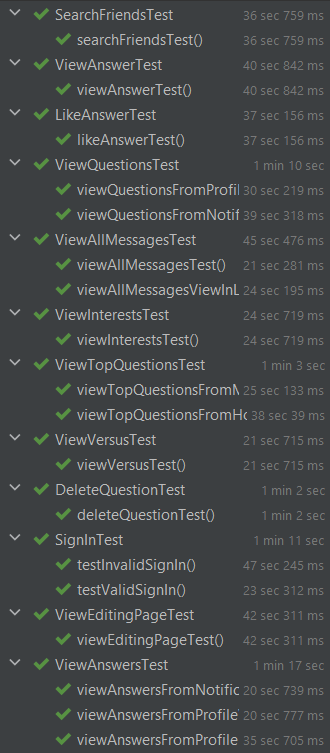 SearchFriendsTest 36 sec 759 ms
searchFriendsTest() 36 sec 759 ms
ViewAnswerTest 40 sec 842 ms
viewAnswerTest() 40 sec 842 ms
LikeAnswerTest 37 sec 156 ms
likeAnswerTest() 37 sec 156 ms
ViewQuestionsTest 1 min 10 sec
viewQuestionsFromProfil 30 sec 219 ms
viewQuestionsFromNotif 39 sec 318 ms
ViewAllMessagesTest 45 sec 476 ms
viewAllMessagesTest() 21 sec 281 ms
viewAllMessagesViewInL 24 sec 195 ms
ViewInterestsTest 24 sec 719 ms
viewInterestsTest() 24 sec 719 ms
ViewTopQuestionsTest 1 min 3 sec
viewTopQuestionsFromM 25 sec 133 ms
viewTopQuestionsFromHo 38 sec 39 ms
ViewVersusTest 21 sec 715 ms
viewVersusTest() 21 sec 715 ms
DeleteQuestionTest 1 min 2 sec
deleteQuestionTest() 1 min 2 sec
SignInTest 1 min 11 sec
testInvalidSignIn() 47 sec 245 ms
testValidSignIn() 23 sec 312 ms
ViewEditingPageTest 42 sec 311 ms
viewEditingPageTest() 42 sec 311 ms
ViewAnswersTest 1 min 17 sec
viewAnswersFromNotific 20 sec 739 ms
viewAnswersFromProfile 20 sec 777 ms
viewAnswersFromProfile 35 sec 705 ms